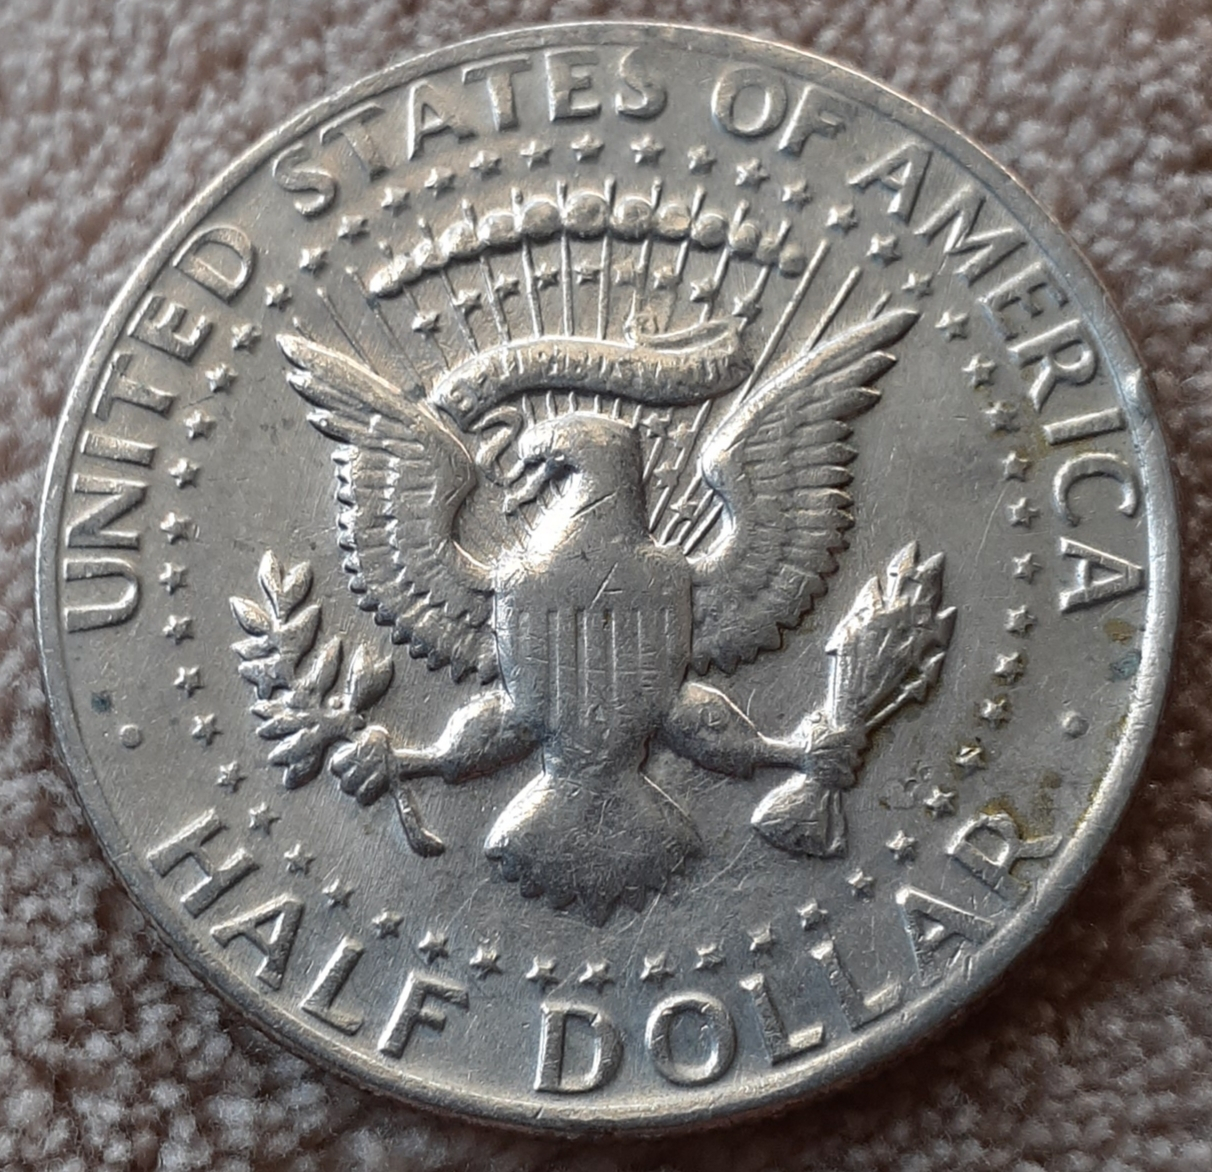 UNITED STATES OF AMERICA
HALF DOLLAR